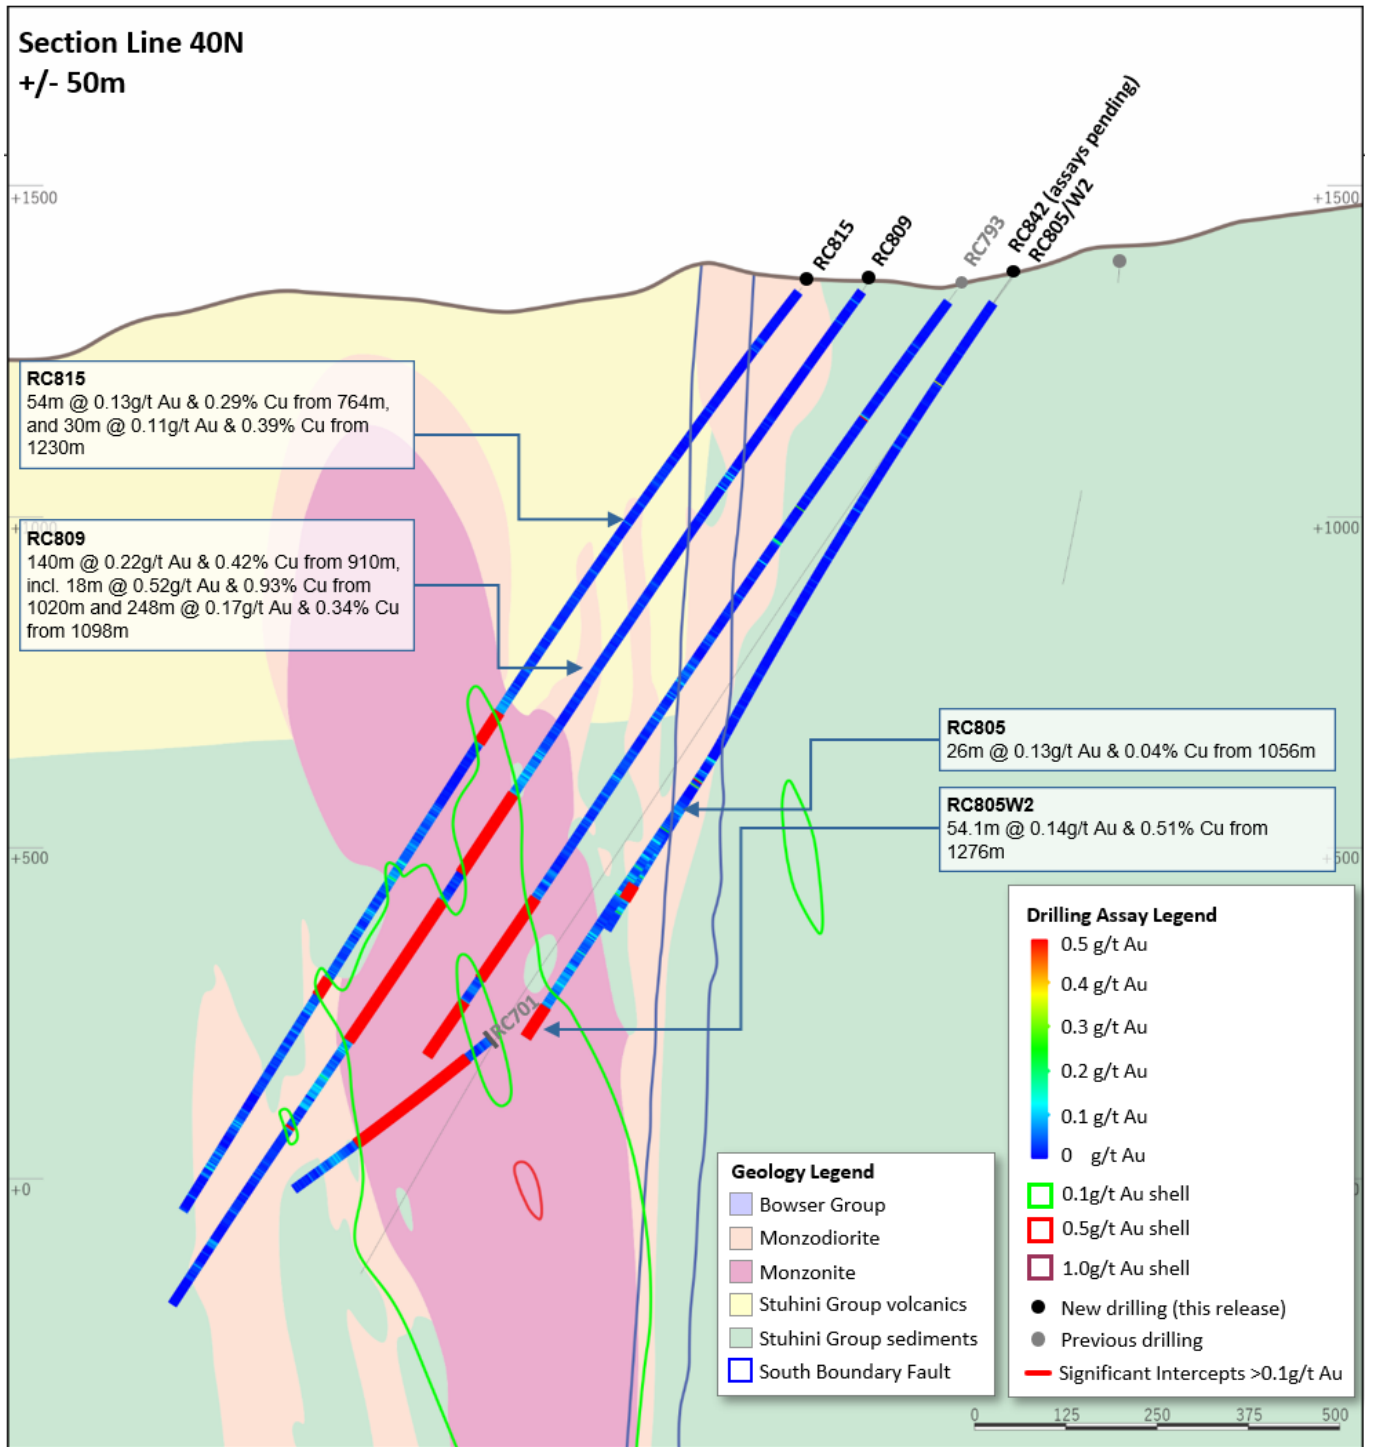 Section Line 40N
+/- 50m
RC842 (assays pending)
RC805/W2
RC815
RC809
RC793
+1500
+1500
RC815
54m @ 0.13g/t Au & 0.29% Cu from 764m,
and 30m @ 0.11g/t Au & 0.39% Cu from
1230m
+1000
+1000
RC809
140m @ 0.22g/t Au & 0.42% Cu from 910m,
incl. 18m @ 0.52g/t Au & 0.93% Cu from
1020m and 248m @ 0.17g/t Au & 0.34% Cu
from 1098m
RC805
26m @ 0.13g/t Au & 0.04% Cu from 1056m
RC805W2
54.1m @ 0.14g/t Au & 0.51% Cu from
1276m
+500
+500
RC701
+0
0
Drilling Assay Legend
0.5 g/t Au
0.4 g/t Au
0.3 g/t Au
0.2 g/t Au
0.1 g/t Au
0 g/t Au
0.1g/t Au shell
0.5g/t Au shell
1.0g/t Au shell
New drilling (this release)
Previous drilling
Significant Intercepts >0.1g/t Au
Geology Legend
Bowser Group
Monzodiorite
Monzonite
Stuhini Group volcanics
Stuhini Group sediments
South Boundary Fault
0 125 250 375 500